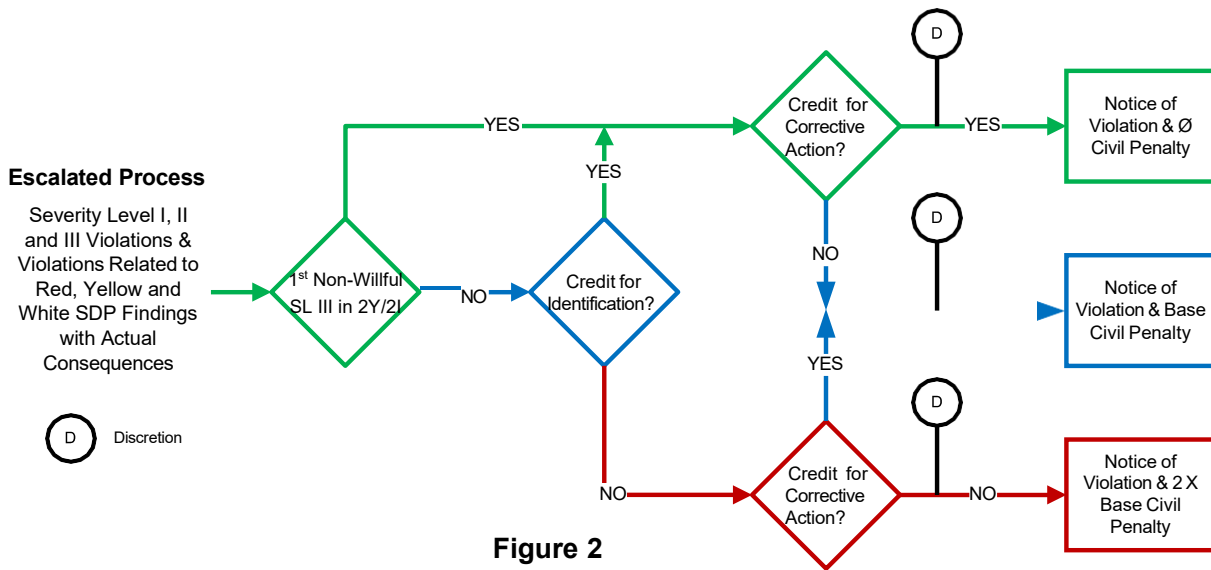 Escalated Process
Severity Level I, II
and III Violations &
Violations Related to
Red, Yellow and
White SDP Findings
with Actual
Consequences
D
Discretion
1st Non-Willful
SL III in 2Y/2I
YES
NO
Credit for
Identification?
YES
NO
Credit for
Corrective
Action?
D
YES
Notice of
Violation & Ø
Civil Penalty
NO
D
Notice of
Violation & Base
Civil Penalty
YES
Credit for
Corrective
Action?
D
NO
Notice of
Violation & 2 X
Base Civil
Penalty
Figure 2